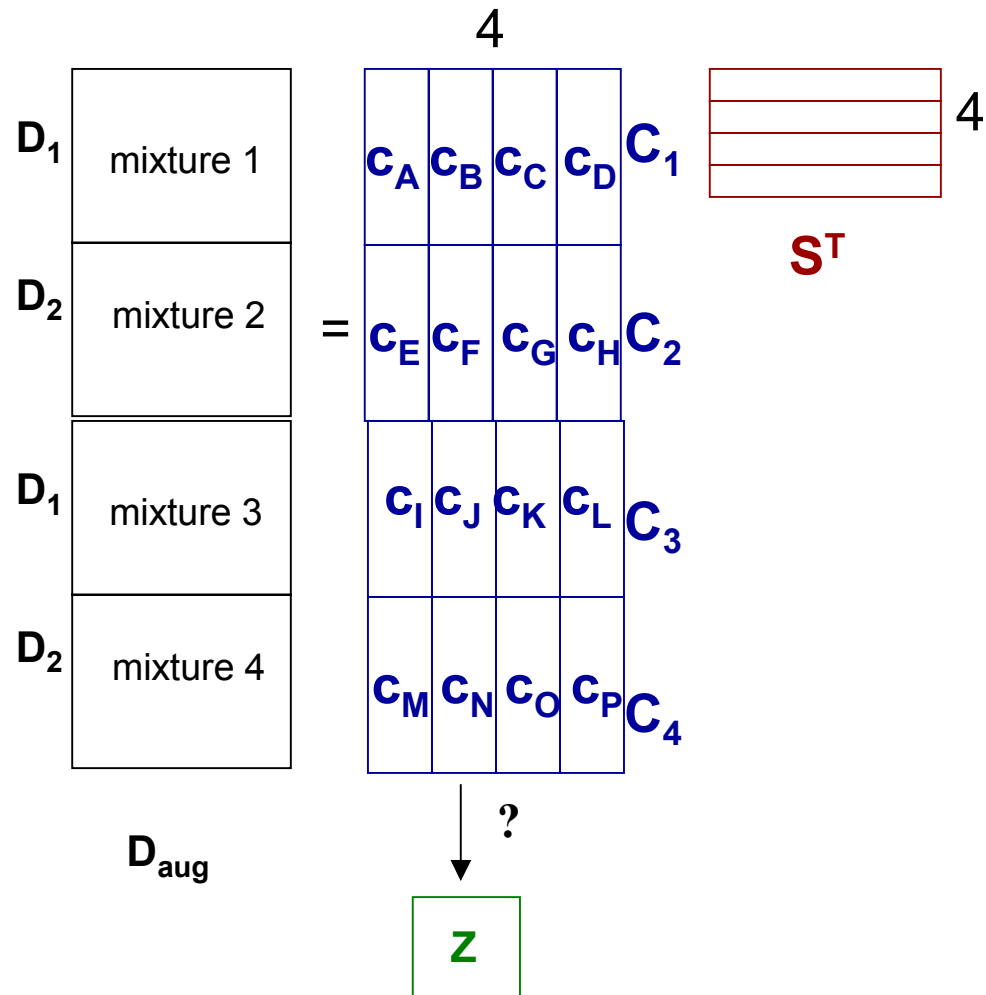 4
D1 mixture 1 cA cB cC cD C1 4
ST
D2 mixture 2 = cE cF cG cH C2
D1 mixture 3 cI cJ cK cL C3
D2 mixture 4 cM cN cO cP C4
?
Daug
Z